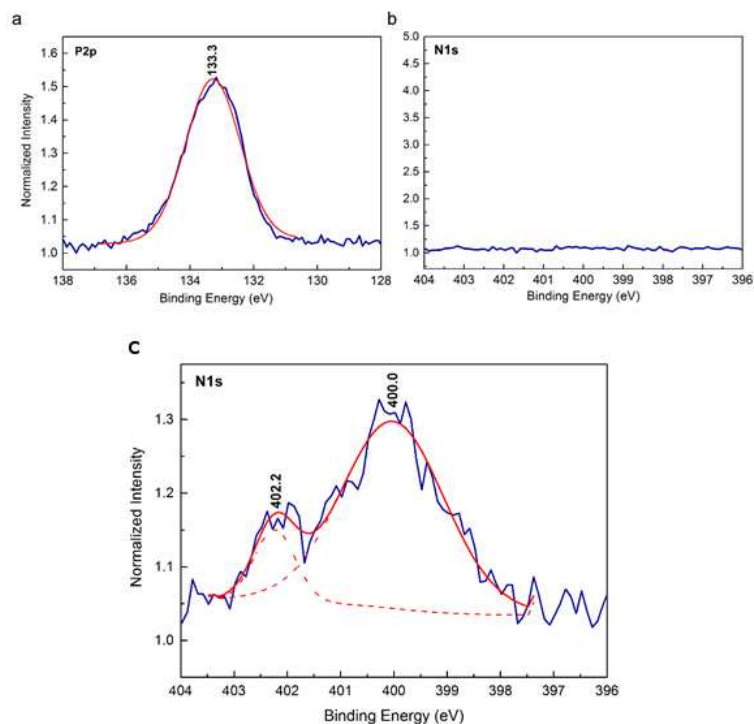 a
P2p
133.3
Normalized Intensity
1.6
1.5
1.4
1.3
1.2
1.1
1.0
138 136 134 132 130 128
Binding Energy (eV)
b
N1s
Normalized Intensity
5.0
4.5
4.0
3.5
3.0
2.5
2.0
1.5
1.0
404 403 402 401 400 399 398 397 396
Binding Energy (eV)
C
N1s
402.2
400.0
Normalized Intensity
1.3
1.2
1.1
1.0
404 403 402 401 400 399 398 397 396
Binding Energy (eV)